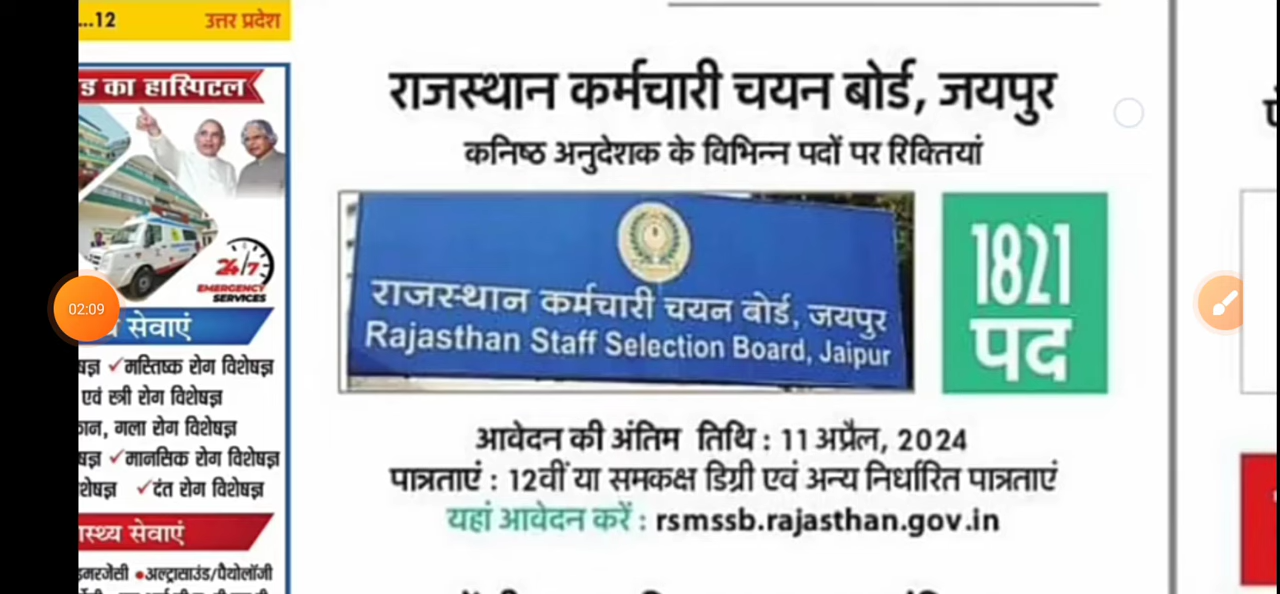 ...12 उत्तर प्रदेश
का हास्पिटल
24/7
EMERGENCY
SERVICES
02:09
सेवाएं
✓मस्तिष्क रोग विशेषज्ञ
एवं स्त्री रोग विशेषज्ञ
गला रोग विशेषज्ञ
✓मानसिक रोग विशेषज्ञ
✓दंत रोग विशेषज्ञ
सेवाएं
•अल्ट्रासाउंड/पैथोलॉजी
राजस्थान कर्मचारी चयन बोर्ड, जयपुर
कनिष्ठ अनुदेशक के विभिन्न पदों पर रिक्तियां
राजस्थान कर्मचारी चयन बोर्ड, जयपुर
Rajasthan Staff Selection Board, Jaipur
1821
पद
आवेदन की अंतिम तिथि : 11 अप्रैल, 2024
पात्रताएं : 12वीं या समकक्ष डिग्री एवं अन्य निर्धारित पात्रताएं
यहां आवेदन करें : rsmssb.rajasthan.gov.in